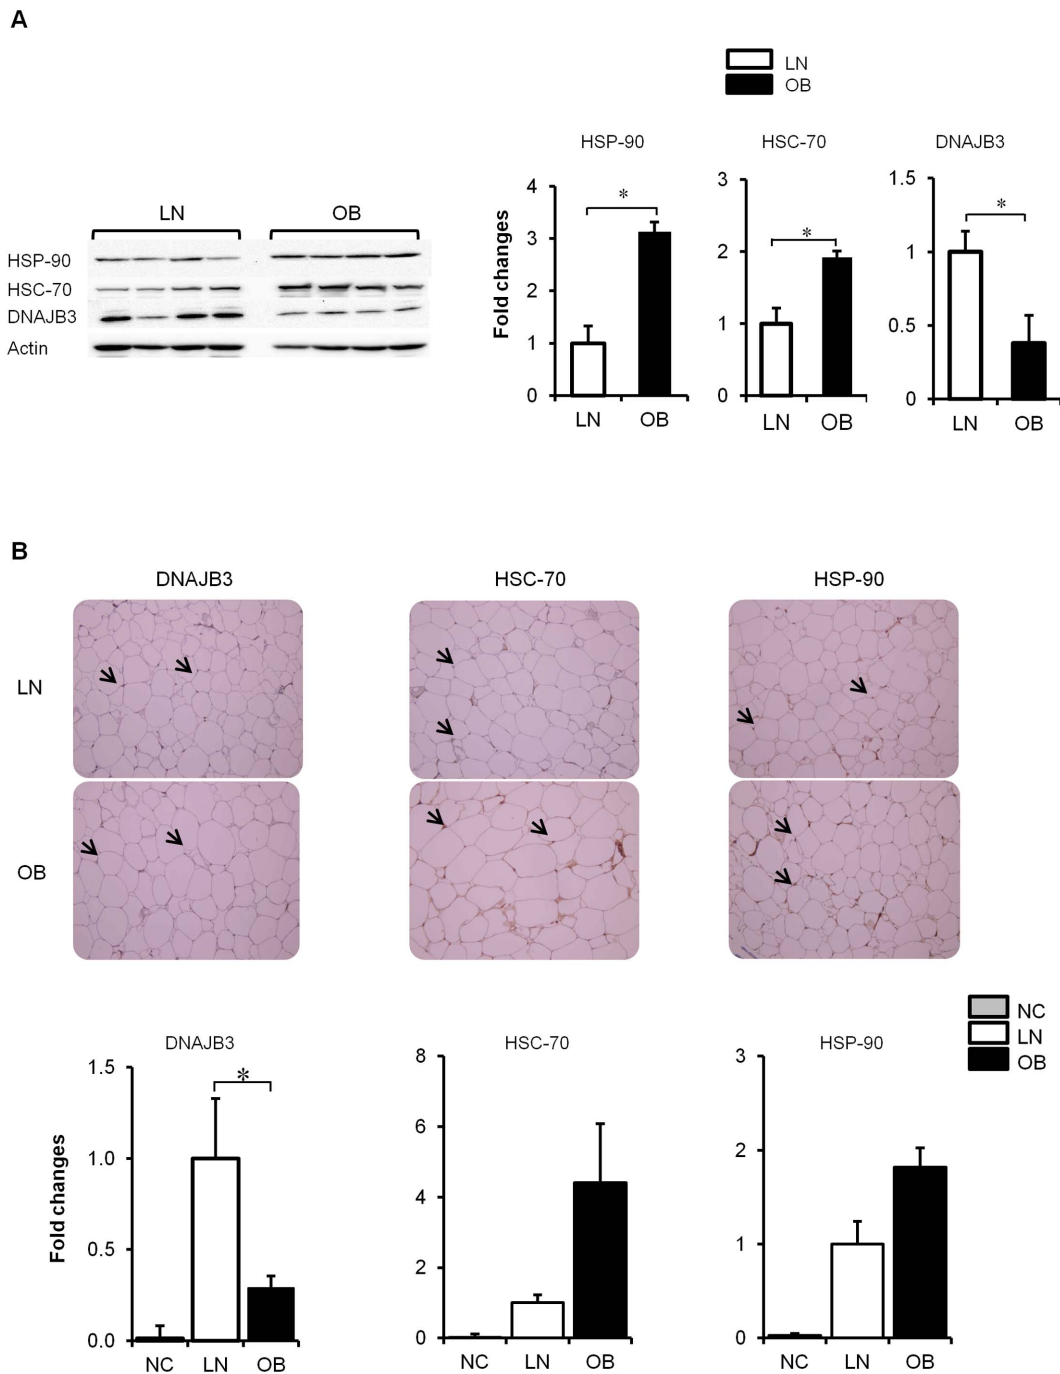 A
LN
OB
HSP-90
HSC-70
DNAJB3
LN
OB
HSP-90
HSC-70
DNAJB3
Actin
Fold changes
4
3
2
1
0
*
LN
OB
3
2
1
0
*
LN
OB
1.5
1
0.5
0
*
LN
OB
B
DNAJB3
HSC-70
HSP-90
LN
OB
NC
LN
OB
DNAJB3
Fold changes
1.5
1.0
0.5
0.0
*
NC
LN
OB
HSC-70
8
6
4
2
0
NC
LN
OB
HSP-90
3
2
1
0
NC
LN
OB